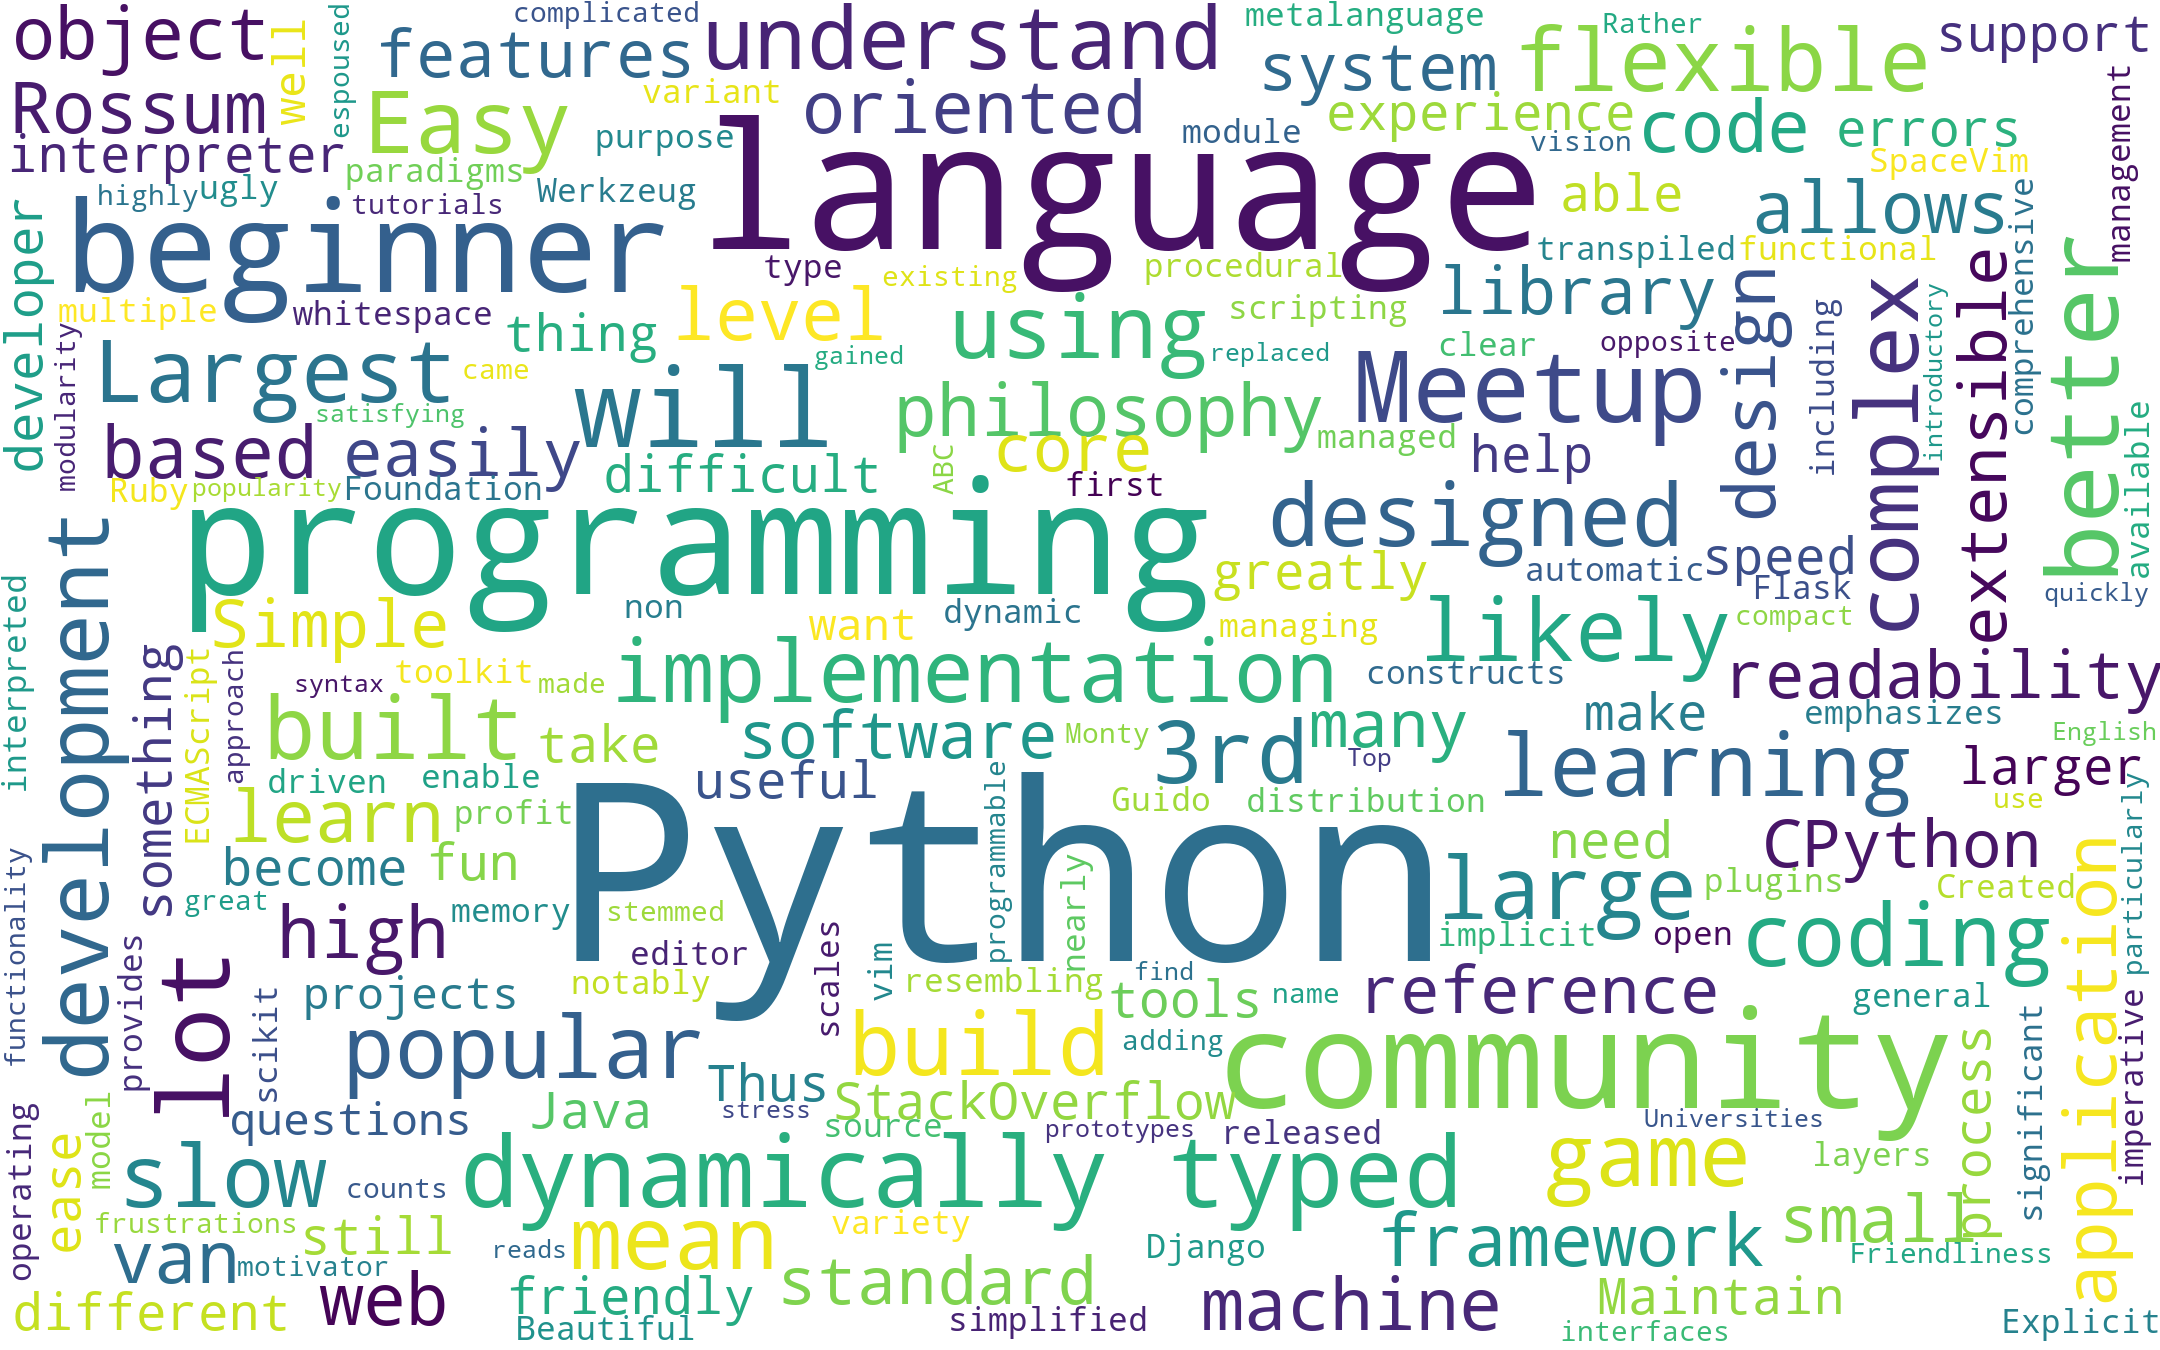 complicated
metalanguage
Rather
object
espoused
well
features
understand
system
flexible
support
Rossum
Easy
variant
oriented
module
experience
vision
code
errors
management
interpreter
paradigms
purpose
language
SpaceVim
highly
ugly
tutorials
Werkzeug
able
allows
comprehensive
developer
beginner
type
existing
procedural
transpiled
functional
multiple
whitespace
thing
level
using
scripting
library
design
including
complex
introductory
extensible
better
modularity
Largest
came
satisfying
will
gained
replaced
clear
opposite
Meetup
philosophy
managed
based
easily
difficult
ABC
core
first
help
available
Ruby
popularity
Foundation
programming
designed
speed
greatly
automatic
Flask
quickly
interpreted
development
Simple
non
want
dynamic
managing
likely
compact
something
ECMAScript
approach
syntax
toolkit
made
implementation
constructs
readability
built
take
software
Monty
3rd
many
Top
make
emphasizes
English
driven
enable
useful
programmable
Guido
distribution
learning
larger
use
particularly
learn
profit
Python
need
CPython
functionality
become
fun
nearly
large
plugins
Created
application
great
high
memory
stemmed
implicit
open
coding
provides
lot
editor
scales
vim
notably
resembling
find
tools
name
reference
general
scikit
projects
popular
build
adding
community
process
significant
imperative
operating
model
questions
Java
Thus
stress
StackOverflow
source
prototypes
released
Universities
ease
slow
counts
dynamically
typed
game
layers
frustrations
still
mean
variety
framework
small
van
motivator
reads
Django
Friendliness
different
web
friendly
standard
machine
Maintain
Beautiful
simplified
interfaces
Explicit